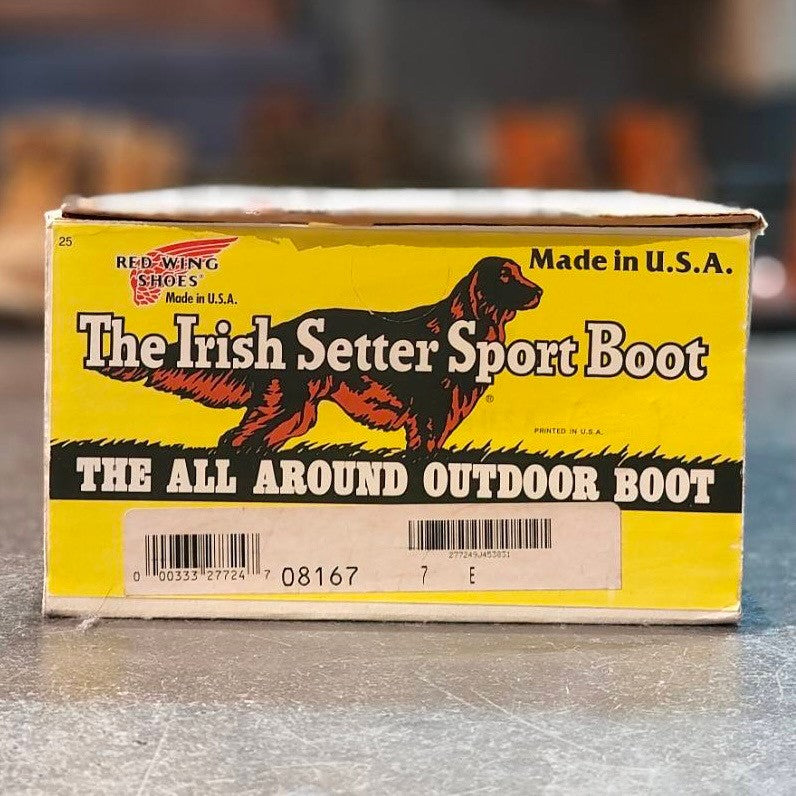 25
RED WING
SHOES®
Made in U.S.A.
Made in U.S.A.
The Irish Setter Sport Boot
®
PRINTED IN U.S.A.
THE ALL AROUND OUTDOOR BOOT
277249J453831
0 00333 27724 7 08167 7 E